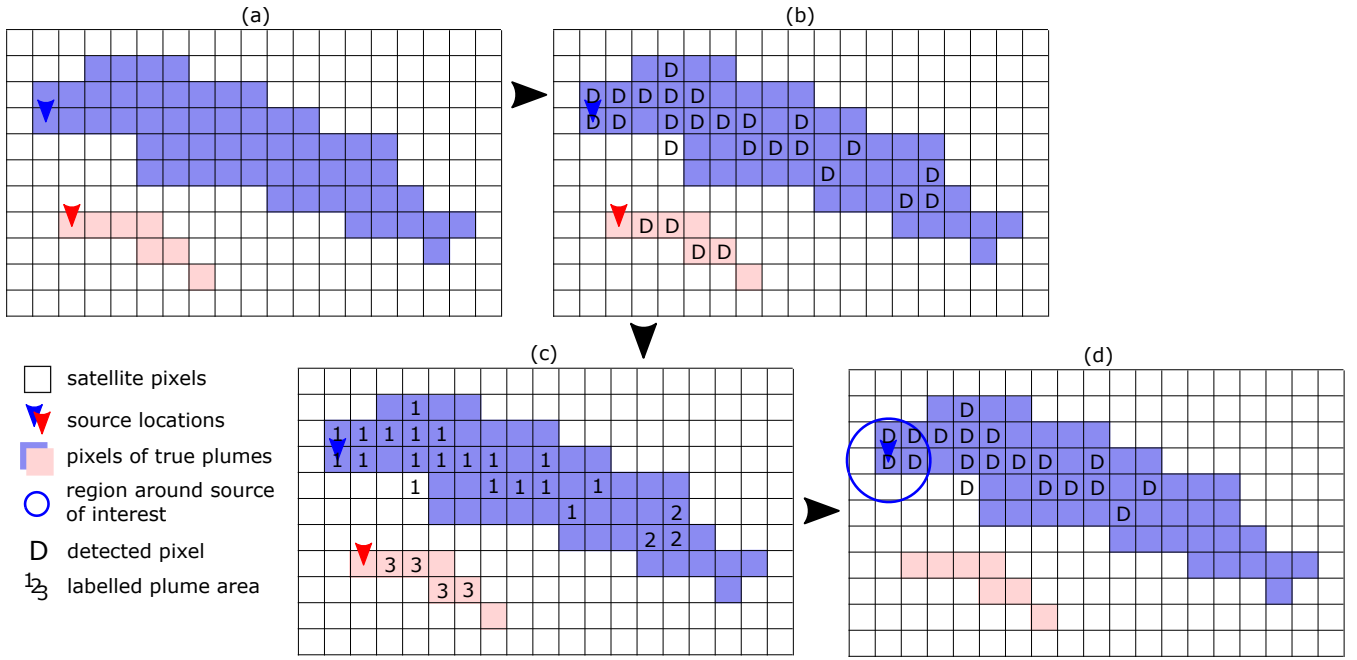 (a)
(b)
D
D D D D D
D D D D D D D
D D D D D
D D
D D
D D
D D
satellite pixels
source locations
pixels of true plumes
region around source
of interest
D detected pixel
123 labelled plume area
(c)
1
1 1 1 1 1
1 1 1 1 1 1 1
1 1 1 1 1
1 2
2 2
3 3
3 3
(d)
D
D D D D D
D D D D D D D
D D D D D
D